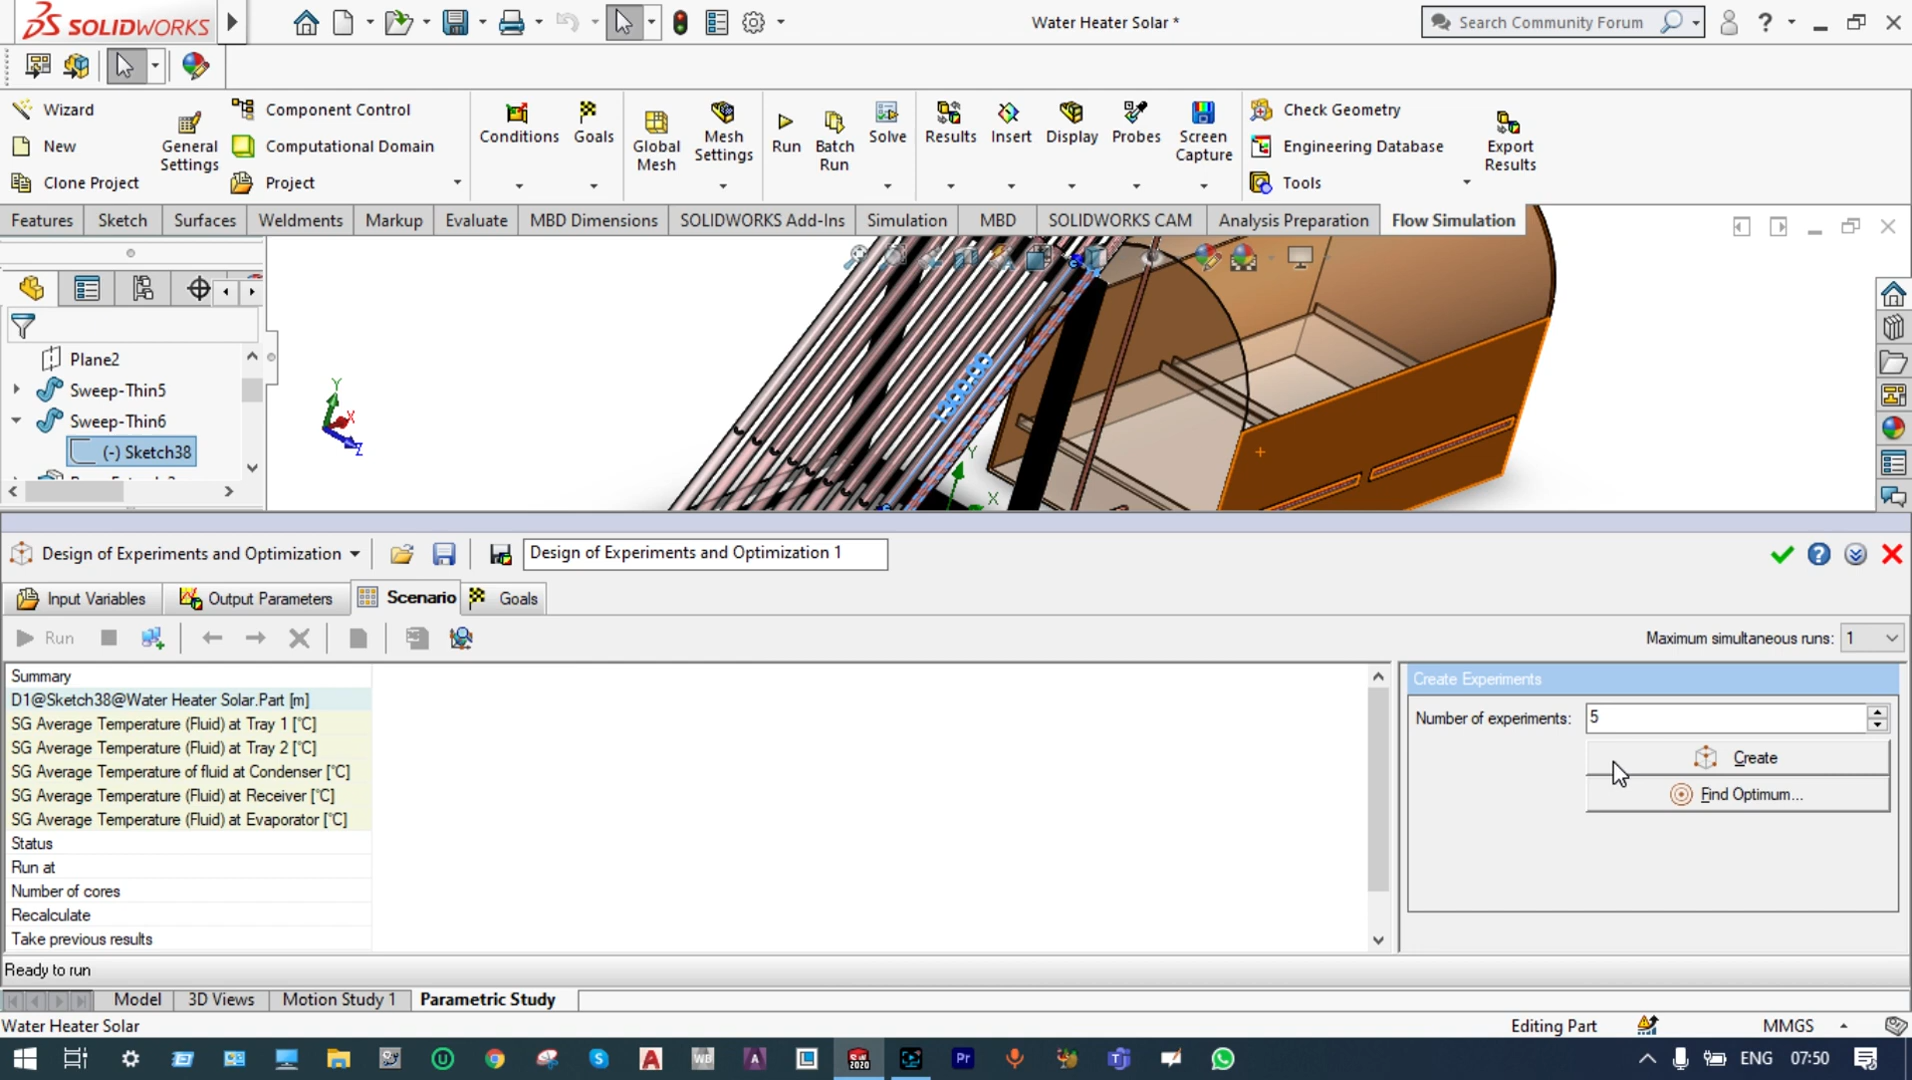 SOLIDWORKS
Water Heater Solar *
Search Community Forum
Wizard
New
Clone Project
General Settings
Component Control
Computational Domain
Project
Conditions
Goals
Global Mesh
Mesh Settings
Run
Batch Run
Solve
Results
Insert
Display
Probes
Screen Capture
Check Geometry
Engineering Database
Tools
Export Results
Features Sketch Surfaces Weldments Markup Evaluate MBD Dimensions SOLIDWORKS Add-Ins Simulation MBD SOLIDWORKS CAM Analysis Preparation Flow Simulation
Plane2
Sweep-Thin5
Sweep-Thin6
(-) Sketch38
Y
X
Z
1300.00
Y
X
Design of Experiments and Optimization
Design of Experiments and Optimization 1
Input Variables Output Parameters Scenario Goals
Run
Maximum simultaneous runs: 1
Summary
D1@Sketch38@Water Heater Solar.Part [m]
SG Average Temperature (Fluid) at Tray 1 [°C]
SG Average Temperature (Fluid) at Tray 2 [°C]
SG Average Temperature of fluid at Condenser [°C]
SG Average Temperature (Fluid) at Receiver [°C]
SG Average Temperature (Fluid) at Evaporator [°C]
Status
Run at
Number of cores
Recalculate
Take previous results
Create Experiments
Number of experiments: 5
Create
Find Optimum...
Ready to run
Model 3D Views Motion Study 1 Parametric Study
Water Heater Solar
Editing Part
MMGS
ENG 07:50